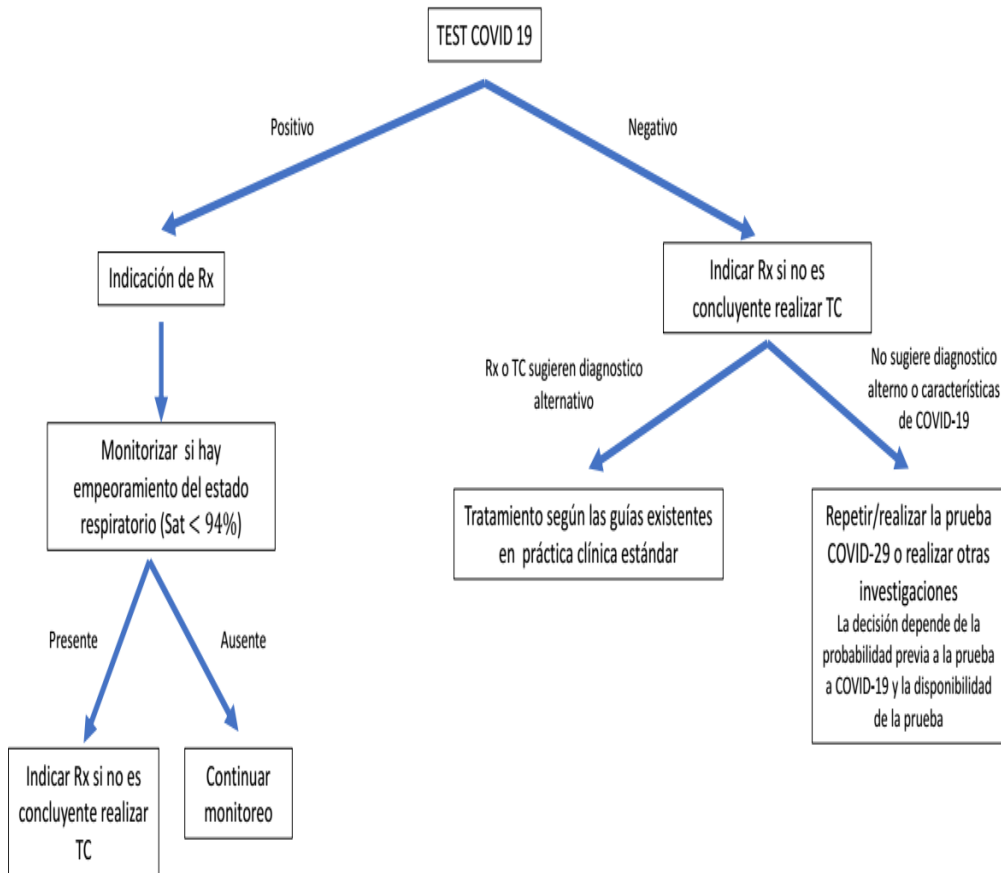 TEST COVID 19
Positivo
Negativo
Indicación de Rx
Indicar Rx si no es
concluyente realizar TC
Rx o TC sugieren diagnostico
alternativo
No sugiere diagnostico
alterno o características
de COVID-19
Monitorizar si hay
empeoramiento del estado
respiratorio (Sat < 94%)
Tratamiento según las guías existentes
en práctica clínica estándar
Repetir/realizar la prueba
COVID-29 o realizar otras
investigaciones
La decisión depende de la
probabilidad previa a la prueba
a COVID-19 y la disponibilidad
de la prueba
Presente
Ausente
Indicar Rx si no es
concluyente realizar
TC
Continuar
monitoreo